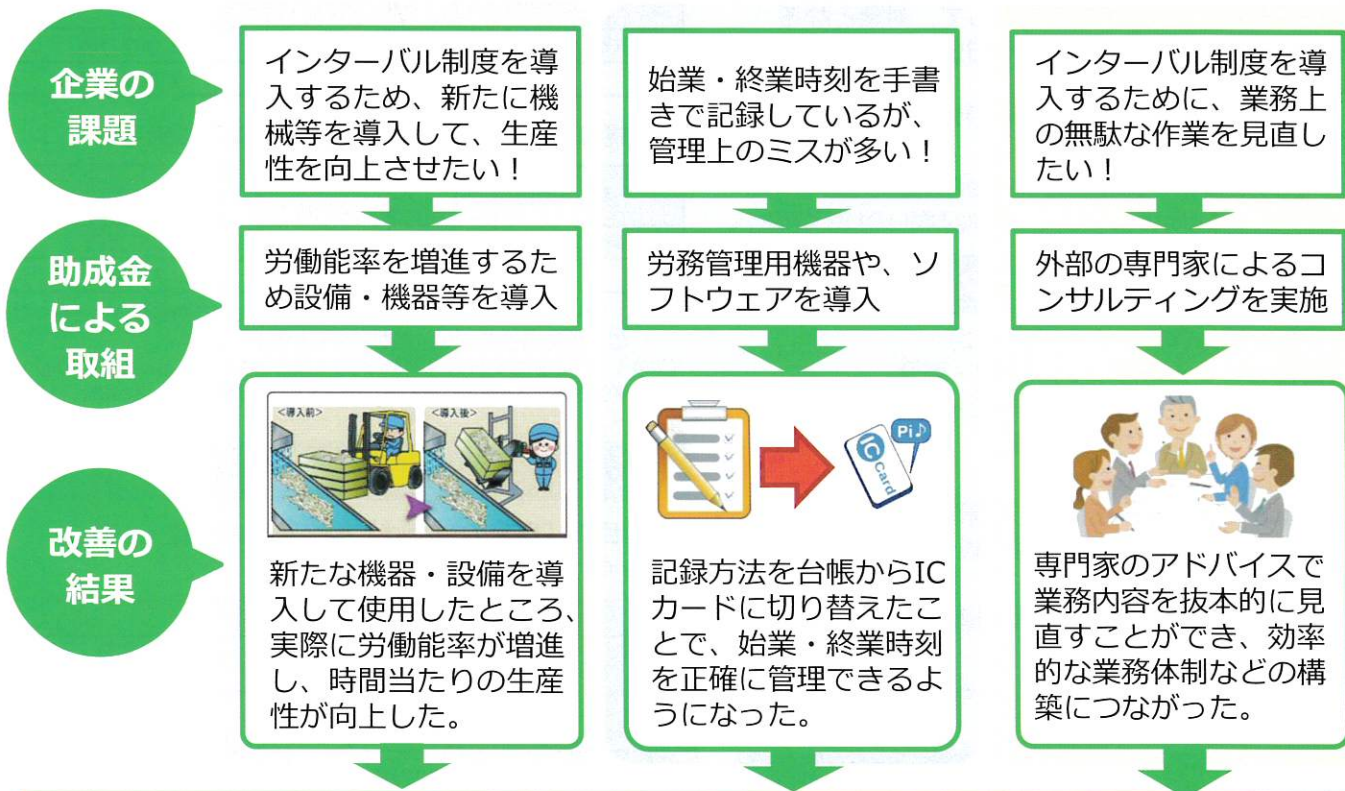 企業の
課題
インターバル制度を導
入するため、新たに機
械等を導入して、生産
性を向上させたい！
始業・終業時刻を手書
きで記録しているが、
管理上のミスが多い！
インターバル制度を導
入するために、業務上
の無駄な作業を見直し
たい！
助成金
による
取組
労働能率を増進するた
め設備・機器等を導入
労務管理用機器や、ソ
フトウェアを導入
外部の専門家によるコ
ンサルティングを実施
改善の
結果
<導入前>
<導入後>
新たな機器・設備を導
入して使用したところ、
実際に労働能率が増進
し、時間当たりの生産
性が向上した。
IC
Card
Pi♪
記録方法を台帳からIC
カードに切り替えたこ
とで、始業・終業時刻
を正確に管理できるよ
うになった。
専門家のアドバイスで
業務内容を抜本的に見
直すことができ、効率
的な業務体制などの構
築につながった。